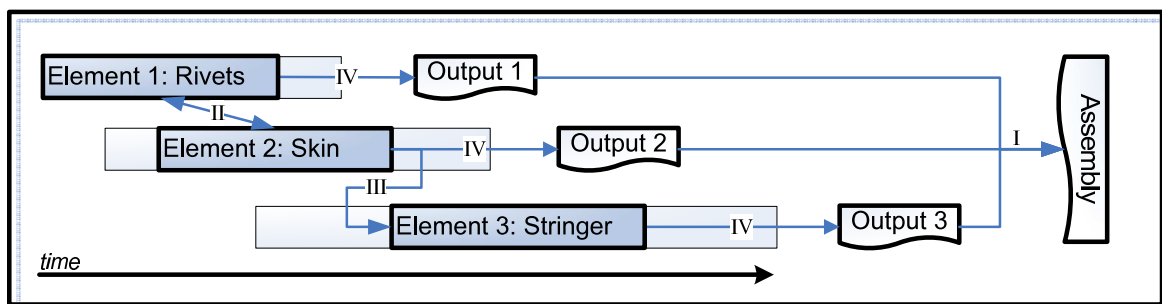 Element 1: Rivets
IV
Output 1
II
Element 2: Skin
IV
Output 2
I
Assembly
III
Element 3: Stringer
IV
Output 3
time